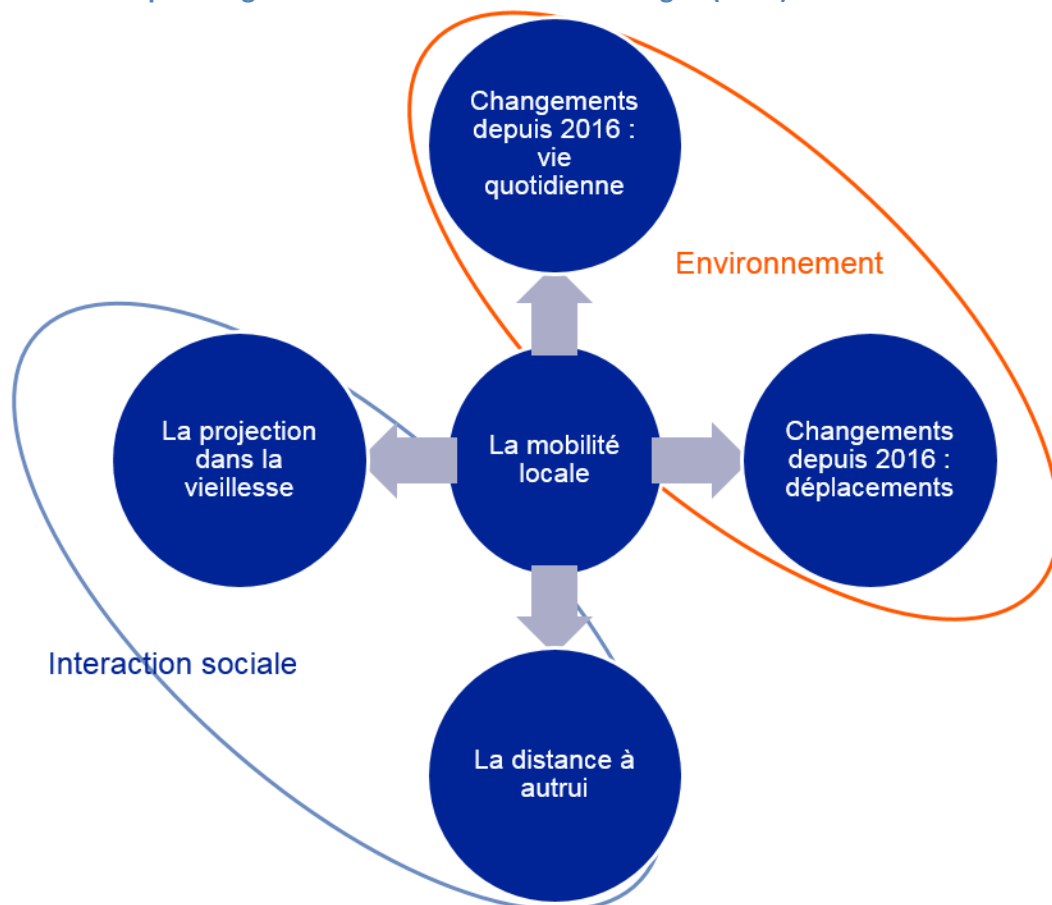 Changements
depuis 2016 :
vie
quotidienne
Environnement
La projection
dans la
vieillesse
La mobilité
locale
Changements
depuis 2016 :
déplacements
Interaction sociale
La distance à
autrui